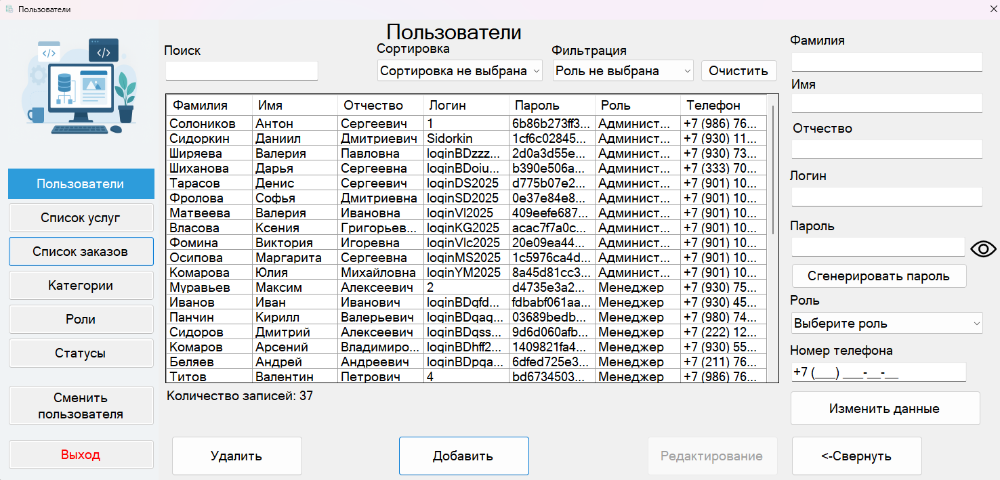 Пользователи
Пользователи
Поиск
Сортировка
Фильтрация
Сортировка не выбрана
Роль не выбрана
Очистить
</>
</>
Пользователи
Список услуг
Список заказов
Категории
Роли
Статусы
Сменить
пользователя
Выход
Фамилия Имя Отчество Логин Пароль Роль Телефон
Солоников Антон Сергеевич 1 6b86b273ff3... Админист... +7 (986) 76...
Сидоркин Даниил Дмитриевич Sidorkin 1cf6c02845... Админист... +7 (930) 11...
Ширяева Валерия Павловна loginBDzzz... 2d0a3d55e... Админист... +7 (930) 73...
Шиханова Дарья Сергеевна loginBDoiu... b390e506a... Админист... +7 (333) 70...
Тарасов Денис Сергеевич loginDS2025 d775b07e2... Админист... +7 (901) 10...
Фролова Софья Дмитриевна loginSD2025 0e37e84e8... Админист... +7 (901) 10...
Матвеева Валерия Ивановна loginVI2025 409eefe687... Админист... +7 (901) 10...
Власова Ксения Григорьев... loginKG2025 acac7f7a0c... Админист... +7 (901) 10...
Фомина Виктория Игоревна loginVIc2025 20e09ea44... Админист... +7 (901) 10...
Осипова Маргарита Сергеевна loginMS2025 1c5976ca4d... Админист... +7 (901) 10...
Комарова Юлия Михайловна loginYM2025 8a45d81cc3... Админист... +7 (901) 10...
Муравьев Максим Алексеевич 2 d4735e3a2... Менеджер +7 (930) 75...
Иванов Иван Иванович loginBDgfd... fdbabf061aa... Менеджер +7 (930) 45...
Панчин Кирилл Валерьевич loginBDqag... 03689bedb... Менеджер +7 (980) 74...
Сидоров Дмитрий Алексеевич loginBDqss... 9d6d060afb... Менеджер +7 (222) 12...
Комаров Арсений Владимиро... loginBDhff2... 1409821fa4... Менеджер +7 (930) 55...
Беляев Андрей Андреевич loginBDpqa... 6dfed725e3... Менеджер +7 (211) 76...
Титов Валентин Петрович 4 bd6734503... Менеджер +7 (986) 76...
Количество записей: 37
Удалить
Добавить
Редактирование
Фамилия
Имя
Отчество
Логин
Пароль
Сгенерировать пароль
Роль
Выберите роль
Номер телефона
+7 (___) ___-__-__
Изменить данные
<-Свернуть